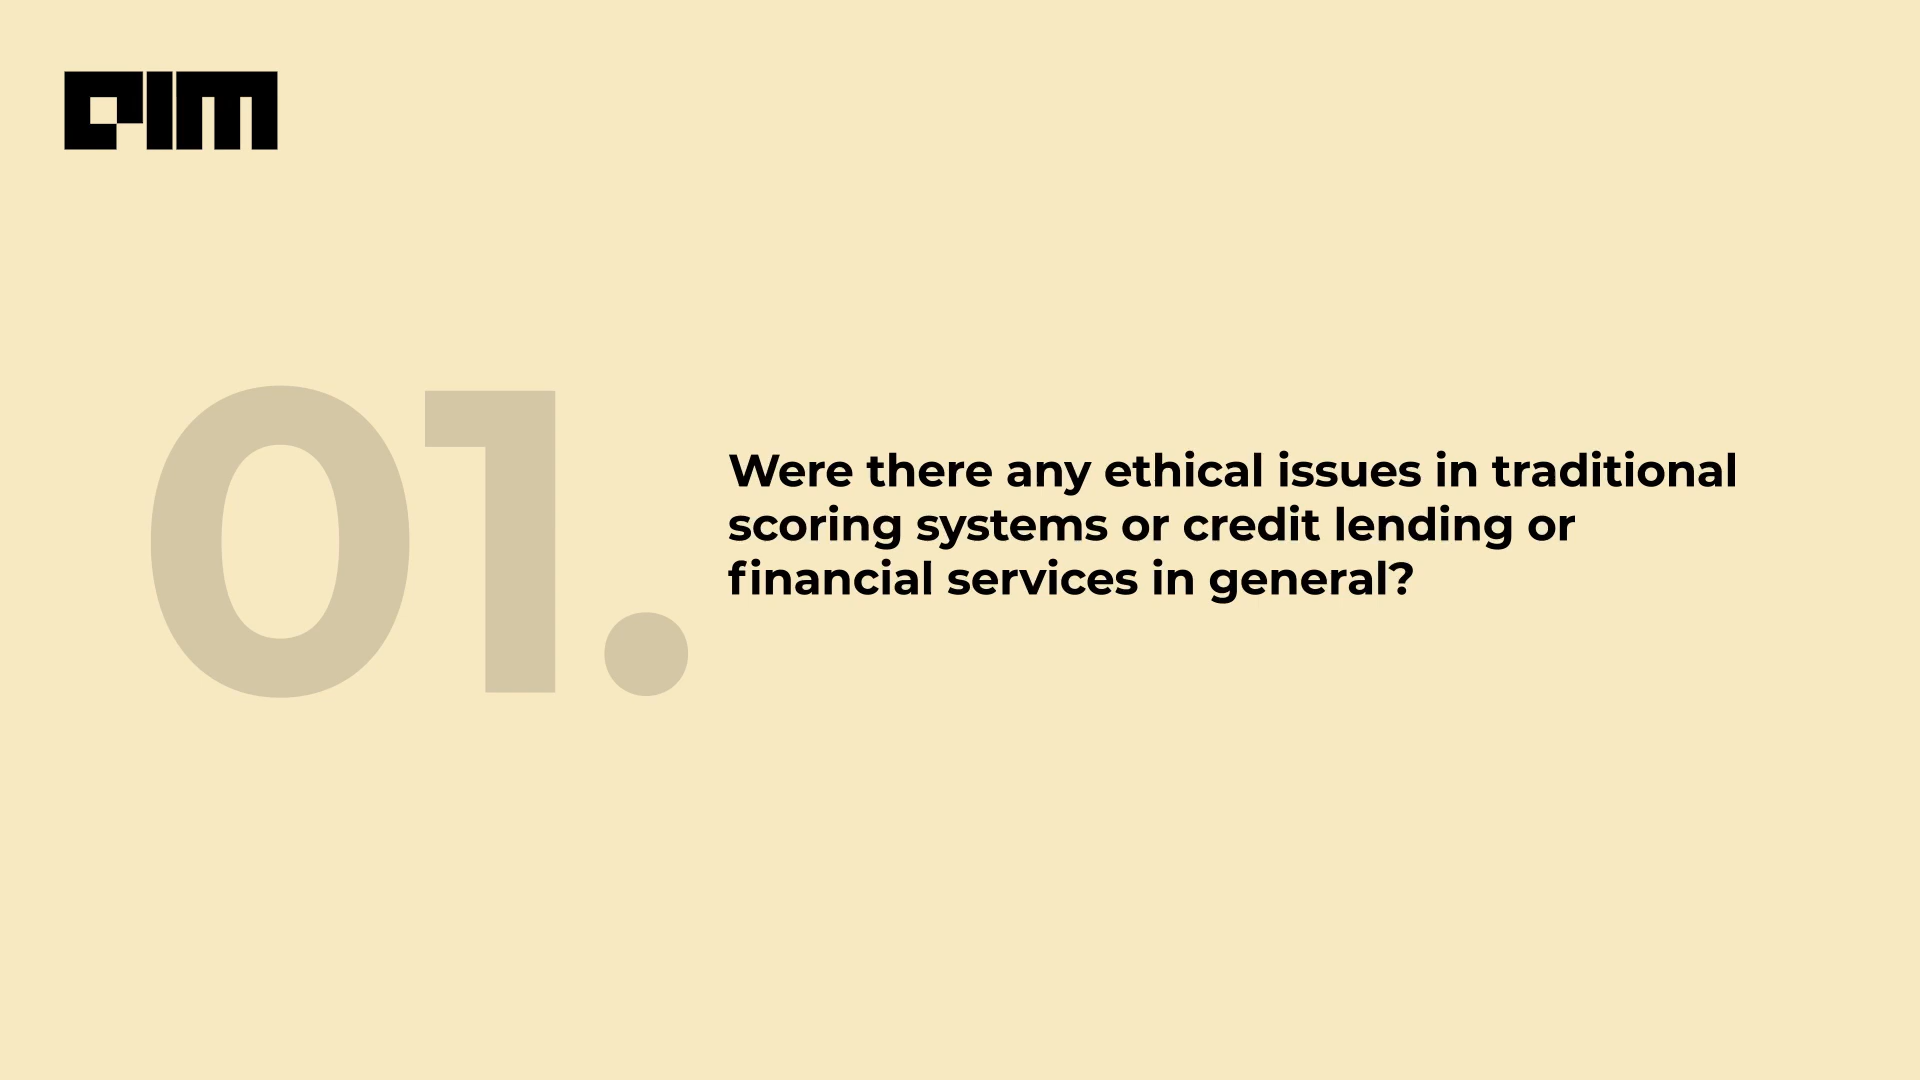 aim
01.
Were there any ethical issues in traditional
scoring systems or credit lending or
financial services in general?